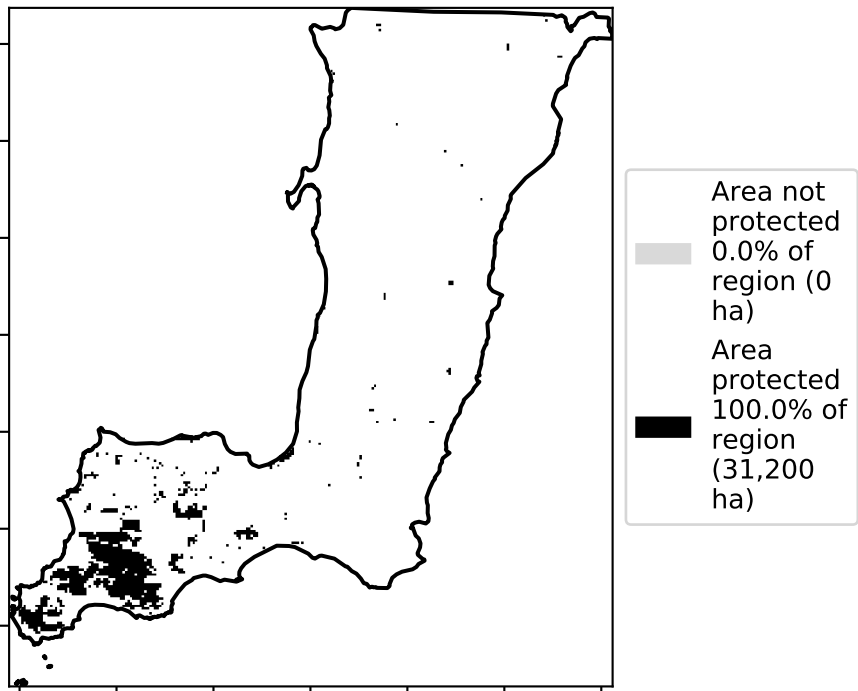 Area not
protected
0.0% of
region (0
ha)
Area
protected
100.0% of
region
(31,200
ha)